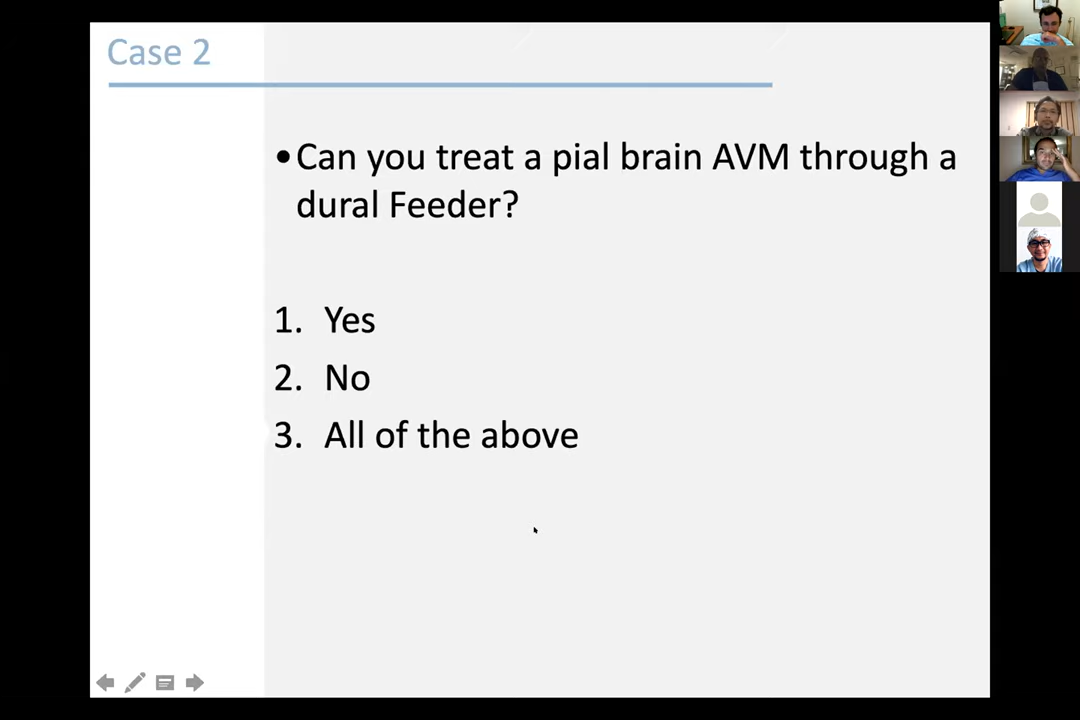 Case 2
•Can you treat a pial brain AVM through a
dural Feeder?
1. Yes
2. No
3. All of the above